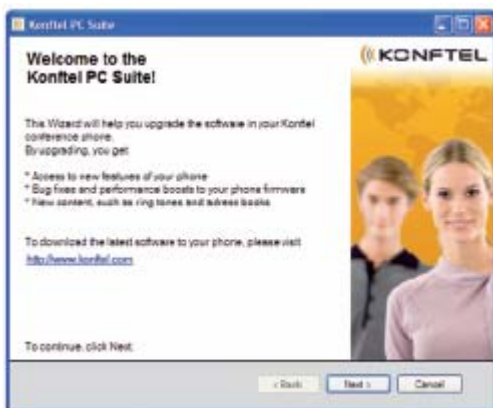 Konftel PC Suite
Welcome to the
Konftel PC Suite!
KONFTEL
This Wizard will help you upgrade the software in your Konftel
conference phone.
By upgrading, you get
* Access to new features of your phone
* Bug fixes and performance boosts to your phone firmware
* New content, such as ring tones and adress books
To download the latest software to your phone, please visit
http://www.konftel.com
To continue, click Next.
< Back
Next >
Cancel